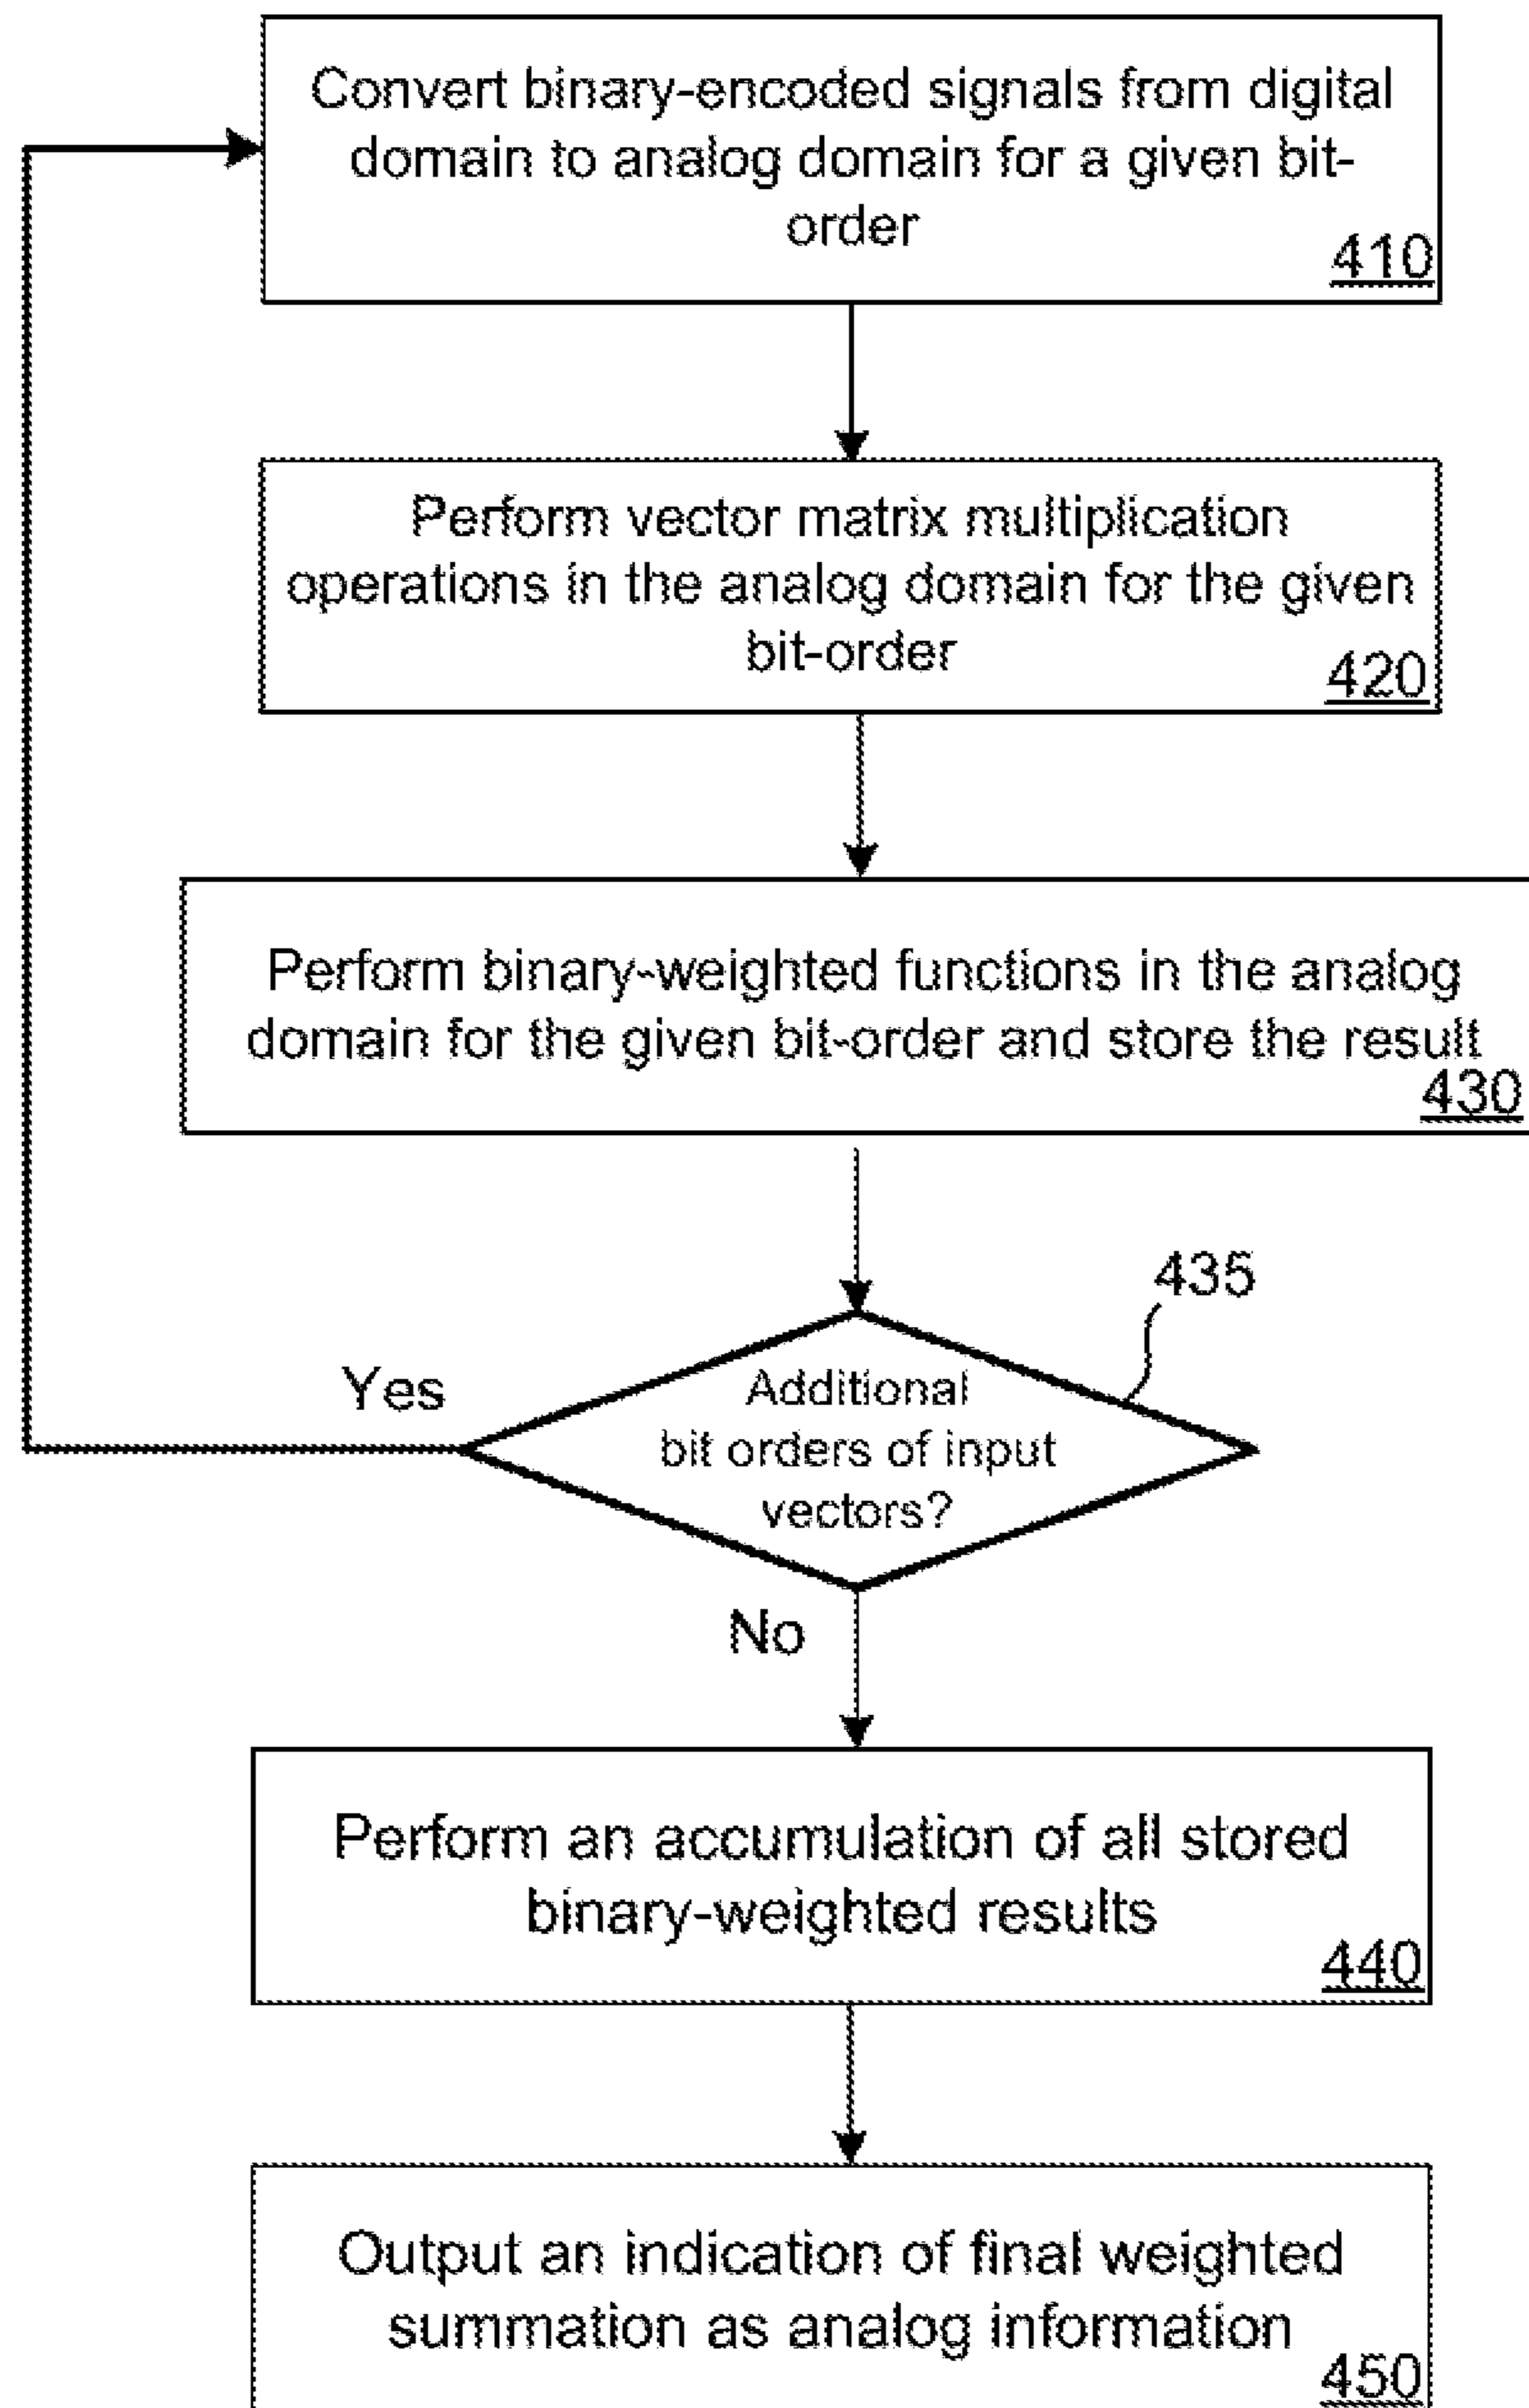 Convert binary-encoded signals from digital
domain to analog domain for a given bit-
order
410
Perform vector matrix multiplication
operations in the analog domain for the given
bit-order
420
Perform binary-weighted functions in the analog
domain for the given bit-order and store the result
430
435
Yes
Additional
bit orders of input
vectors?
No
Perform an accumulation of all stored
binary-weighted results
440
Output an indication of final weighted
summation as analog information
450